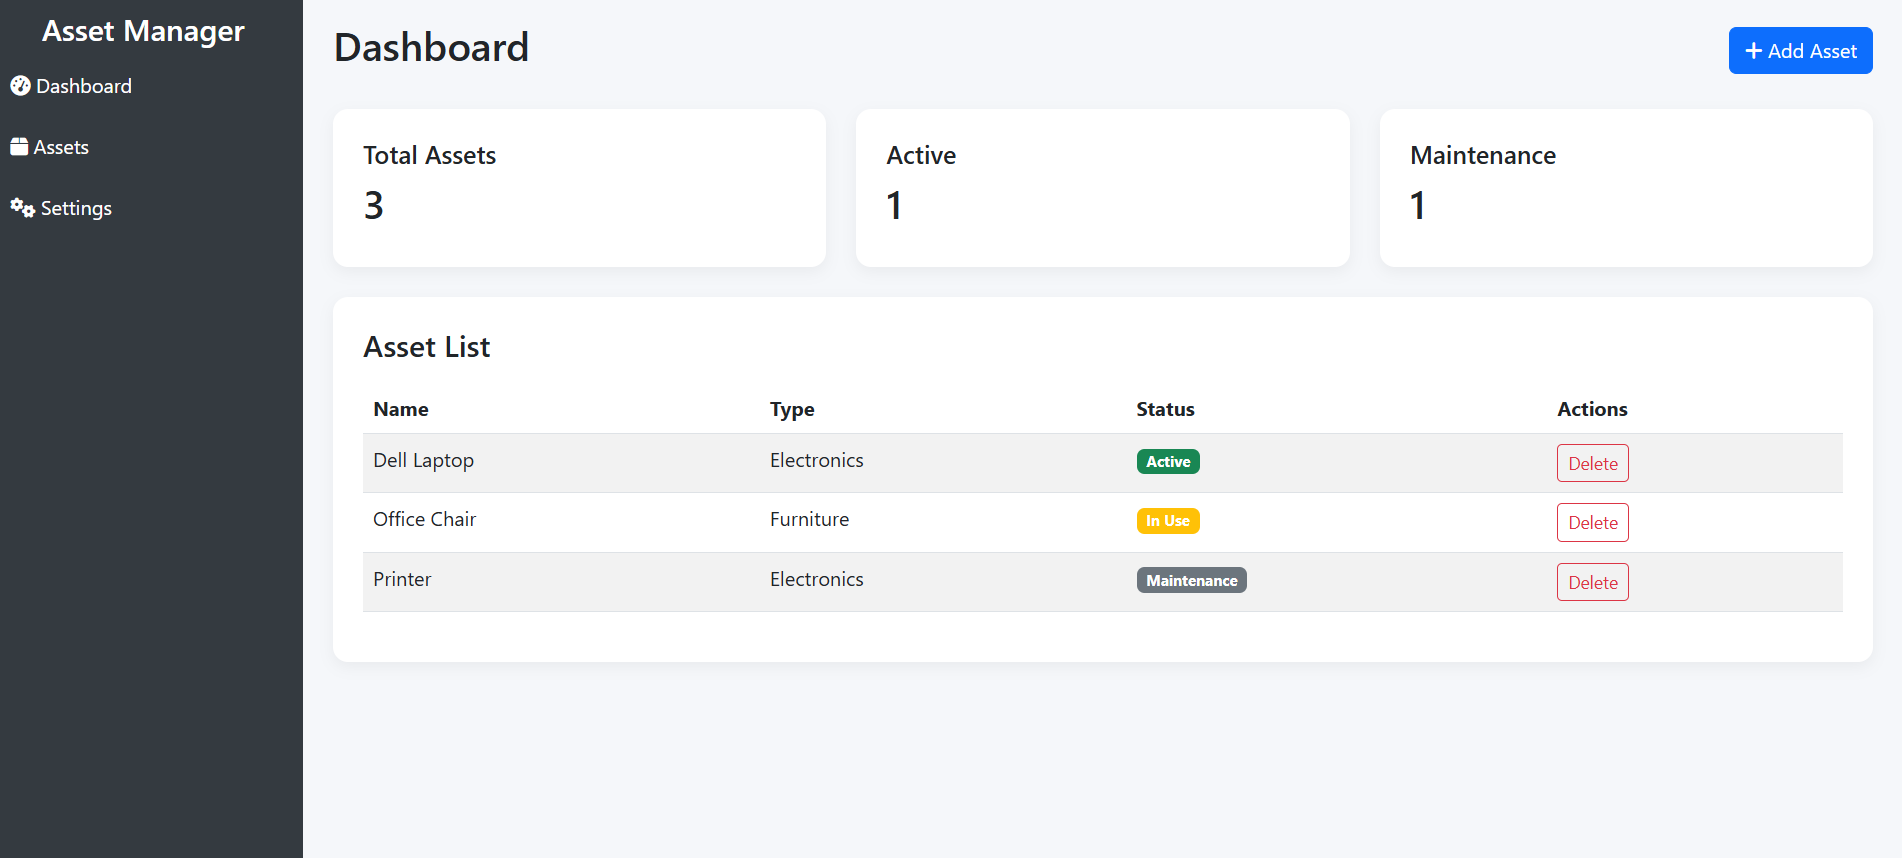 Asset Manager
Dashboard
Assets
Settings
Dashboard
Add Asset
Total Assets
3
Active
1
Maintenance
1
Asset List
Name Type Status Actions
Dell Laptop Electronics Active Delete
Office Chair Furniture In Use Delete
Printer Electronics Maintenance Delete